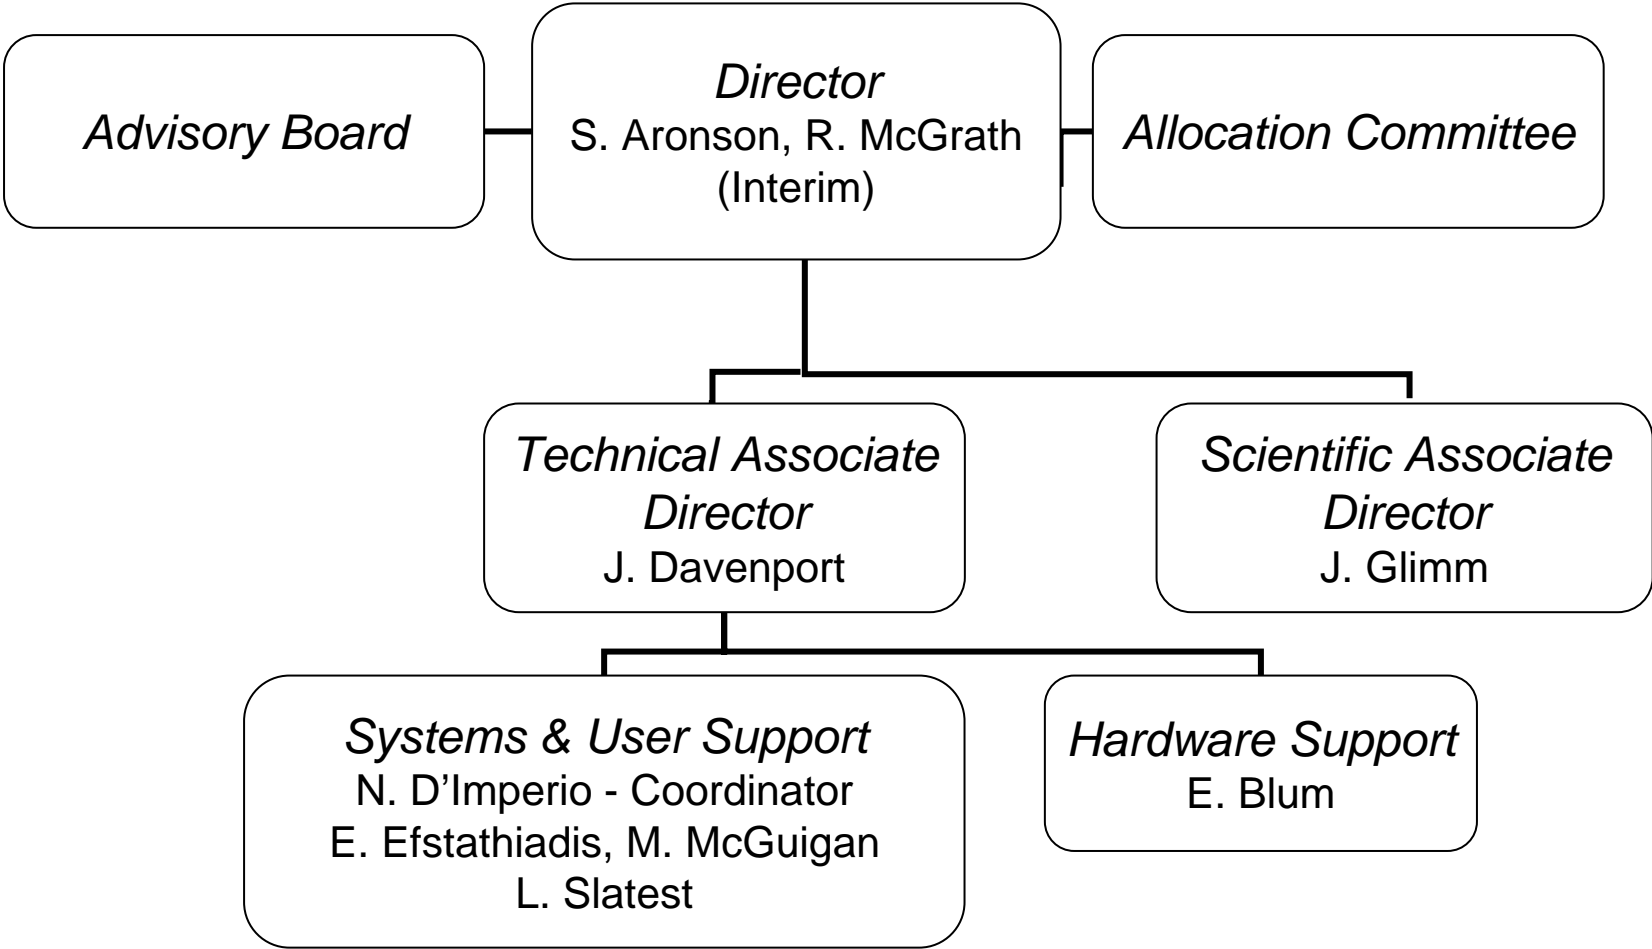 Advisory Board
Director
S. Aronson, R. McGrath
(Interim)
Allocation Committee
Technical Associate
Director
J. Davenport
Scientific Associate
Director
J. Glimm
Systems & User Support
N. D’Imperio - Coordinator
E. Efstathiadis, M. McGuigan
L. Slatest
Hardware Support
E. Blum